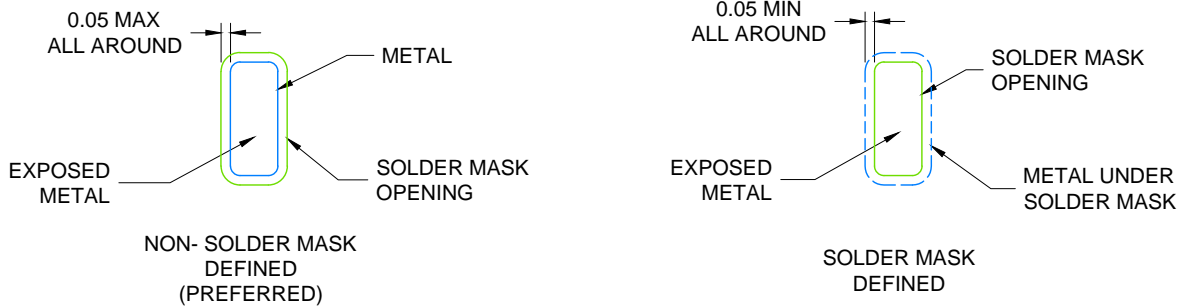 0.05 MAX
ALL AROUND
METAL
EXPOSED
METAL
SOLDER MASK
OPENING
NON- SOLDER MASK
DEFINED
(PREFERRED)
0.05 MIN
ALL AROUND
SOLDER MASK
OPENING
EXPOSED
METAL
METAL UNDER
SOLDER MASK
SOLDER MASK
DEFINED